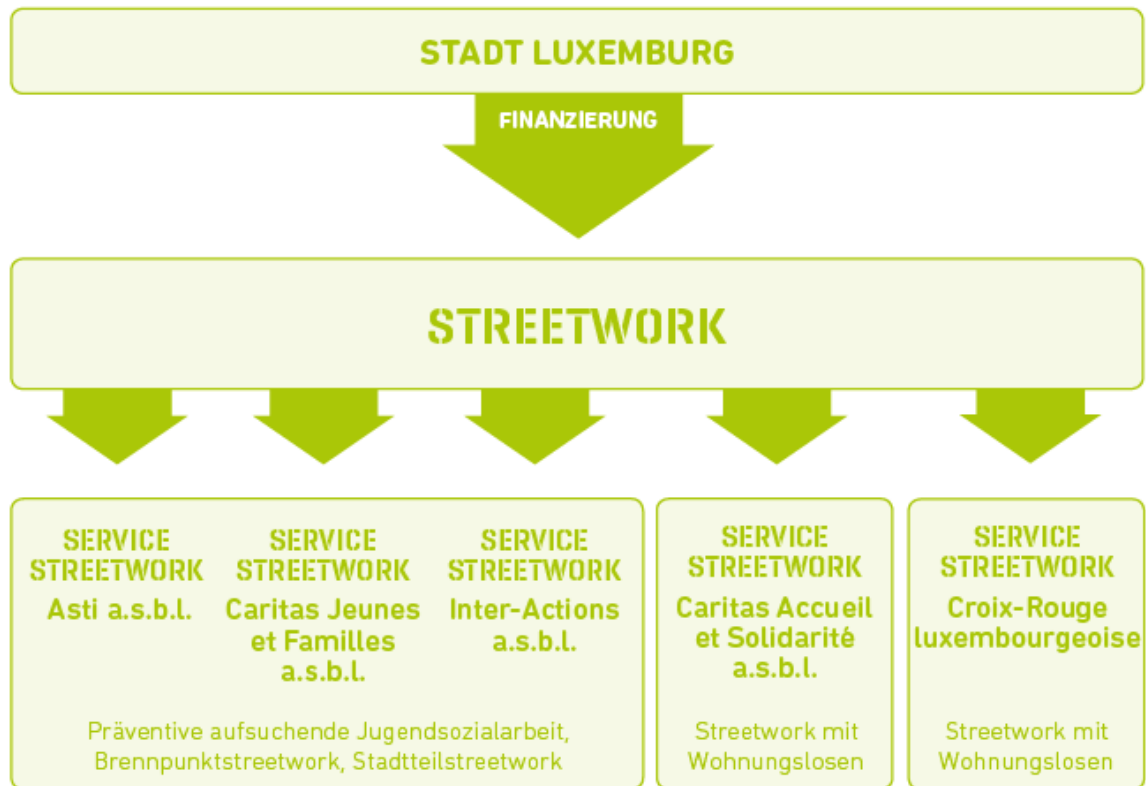 STADT LUXEMBURG
FINANZIERUNG
STREETWORK
SERVICE
STREETWORK
Asti a.s.b.l.
SERVICE
STREETWORK
Caritas Jeunes
et Familles
a.s.b.l.
SERVICE
STREETWORK
Inter-Actions
a.s.b.l.
Präventive aufsuchende Jugendsozialarbeit,
Brennpunktstreetwork, Stadtteilstreetwork
SERVICE
STREETWORK
Caritas Accueil
et Solidarité
a.s.b.l.
Streetwork mit
Wohnungslosen
SERVICE
STREETWORK
Croix-Rouge
luxembourgeoise
Streetwork mit
Wohnungslosen